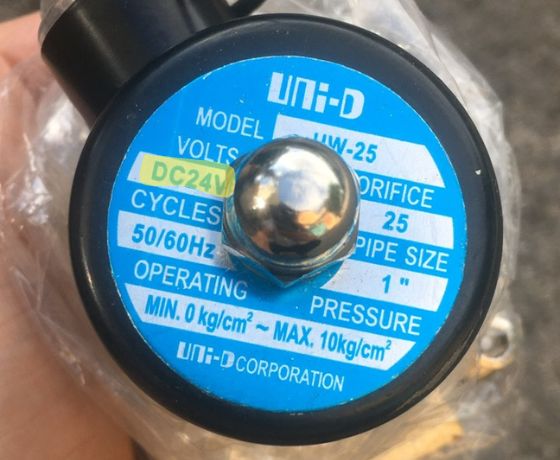 UNI-D
MODEL UW-25
VOLTS
DC24V ORIFICE
CYCLES 25
50/60Hz PIPE SIZE
OPERATING 1"
PRESSURE
MIN. 0 kg/cm² ~ MAX. 10kg/cm²
UNI-D CORPORATION